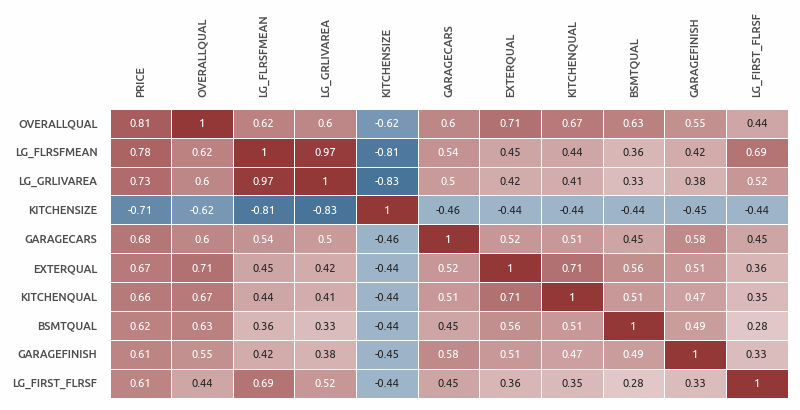 PRICE OVERALLQUAL LG_FLRSFMEAN LG_GRLIVAREA KITCHENSIZE GARAGECARS EXTERQUAL KITCHENQUAL BSMTQUAL GARAGEFINISH LG_FIRST_FLRSF
OVERALLQUAL 0.81 1 0.62 0.6 -0.62 0.6 0.71 0.67 0.63 0.55 0.44
LG_FLRSFMEAN 0.78 0.62 1 0.97 -0.81 0.54 0.45 0.44 0.36 0.42 0.69
LG_GRLIVAREA 0.73 0.6 0.97 1 -0.83 0.5 0.42 0.41 0.33 0.38 0.52
KITCHENSIZE -0.71 -0.62 -0.81 -0.83 1 -0.46 -0.44 -0.44 -0.44 -0.45 -0.44
GARAGECARS 0.68 0.6 0.54 0.5 -0.46 1 0.52 0.51 0.45 0.58 0.45
EXTERQUAL 0.67 0.71 0.45 0.42 -0.44 0.52 1 0.71 0.56 0.51 0.36
KITCHENQUAL 0.66 0.67 0.44 0.41 -0.44 0.51 0.71 1 0.51 0.47 0.35
BSMTQUAL 0.62 0.63 0.36 0.33 -0.44 0.45 0.56 0.51 1 0.49 0.28
GARAGEFINISH 0.61 0.55 0.42 0.38 -0.45 0.58 0.51 0.47 0.49 1 0.33
LG_FIRST_FLRSF 0.61 0.44 0.69 0.52 -0.44 0.45 0.36 0.35 0.28 0.33 1